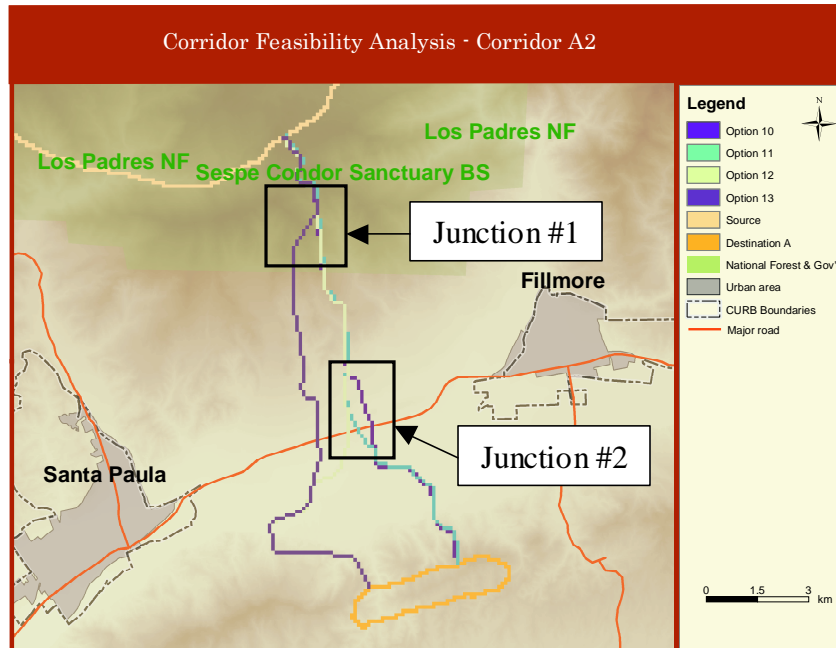 Corridor Feasibility Analysis - Corridor A2
Los Padres NF
Los Padres NF
Sespe Condor Sanctuary BS
Junction #1
Fillmore
Junction #2
Santa Paula
Legend
N
Option 10
Option 11
Option 12
Option 13
Source
Destination A
National Forest & Gov'
Urban area
CURB Boundaries
Major road
0 1.5 3
km